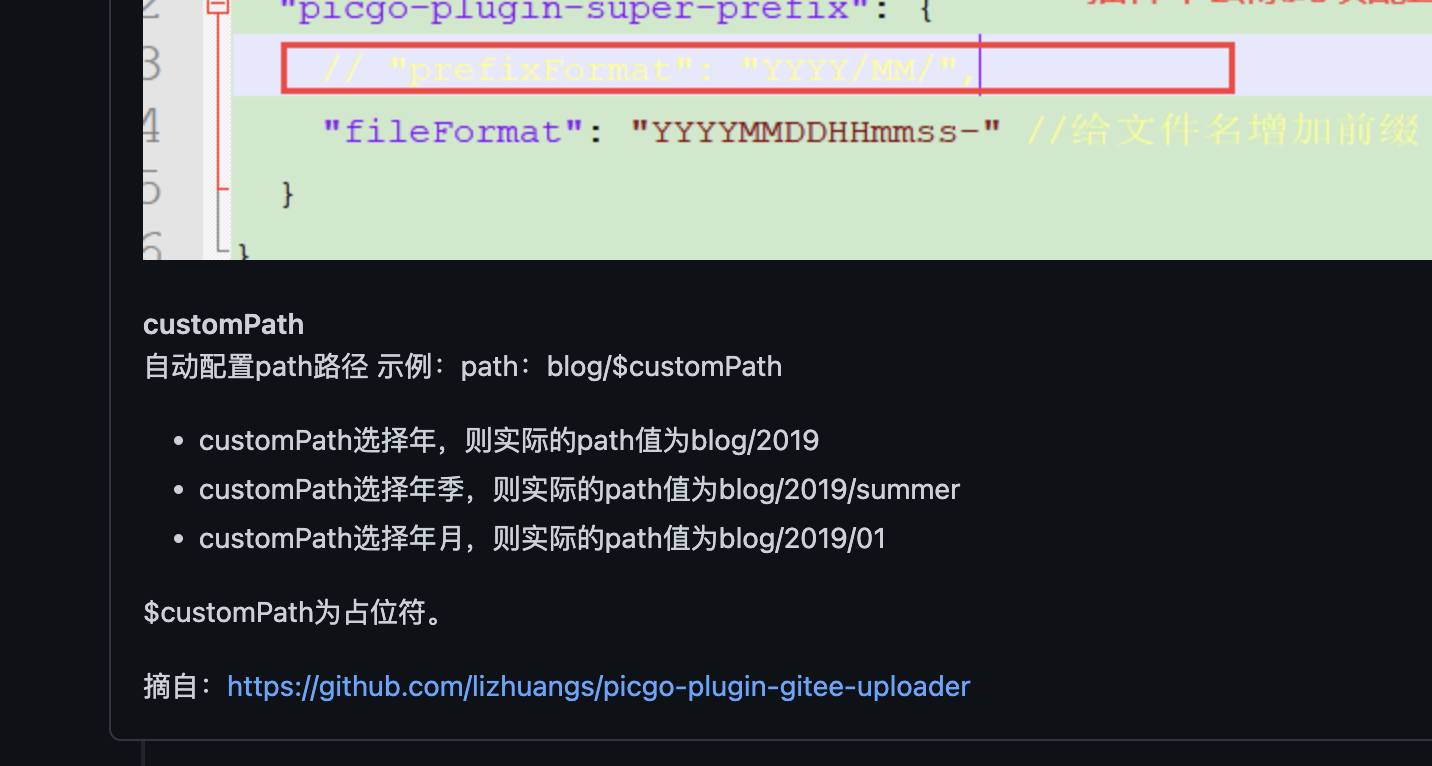 2 "picgo-plugin-super-prefix": {
3 // "prefixFormat": "YYYY/MM/",
4 "fileFormat": "YYYYMMDDHHmmss-" //给文件名增加前缀
5 }
6 }
customPath
自动配置path路径 示例：path：blog/$customPath
• customPath选择年，则实际的path值为blog/2019
• customPath选择年季，则实际的path值为blog/2019/summer
• customPath选择年月，则实际的path值为blog/2019/01
$customPath为占位符。
摘自：https://github.com/lizhuangs/picgo-plugin-gitee-uploader